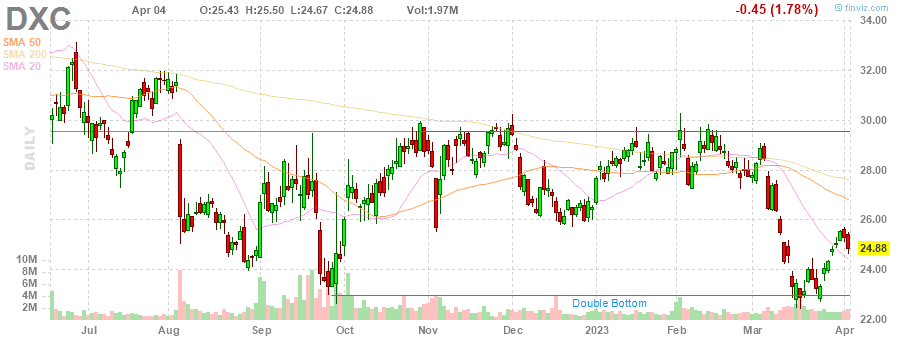 DXC
Apr 04 O:25.43 H:25.50 L:24.67 C:24.88 Vol:1.97M -0.45 (1.78%)
© finviz.com
SMA 50
SMA 200
SMA 20
DAILY
34.00
32.00
30.00
28.00
26.00
24.88
24.00
22.00
10M
8M
6M
4M
2M
Double Bottom
Jul Aug Sep Oct Nov Dec 2023 Feb Mar Apr